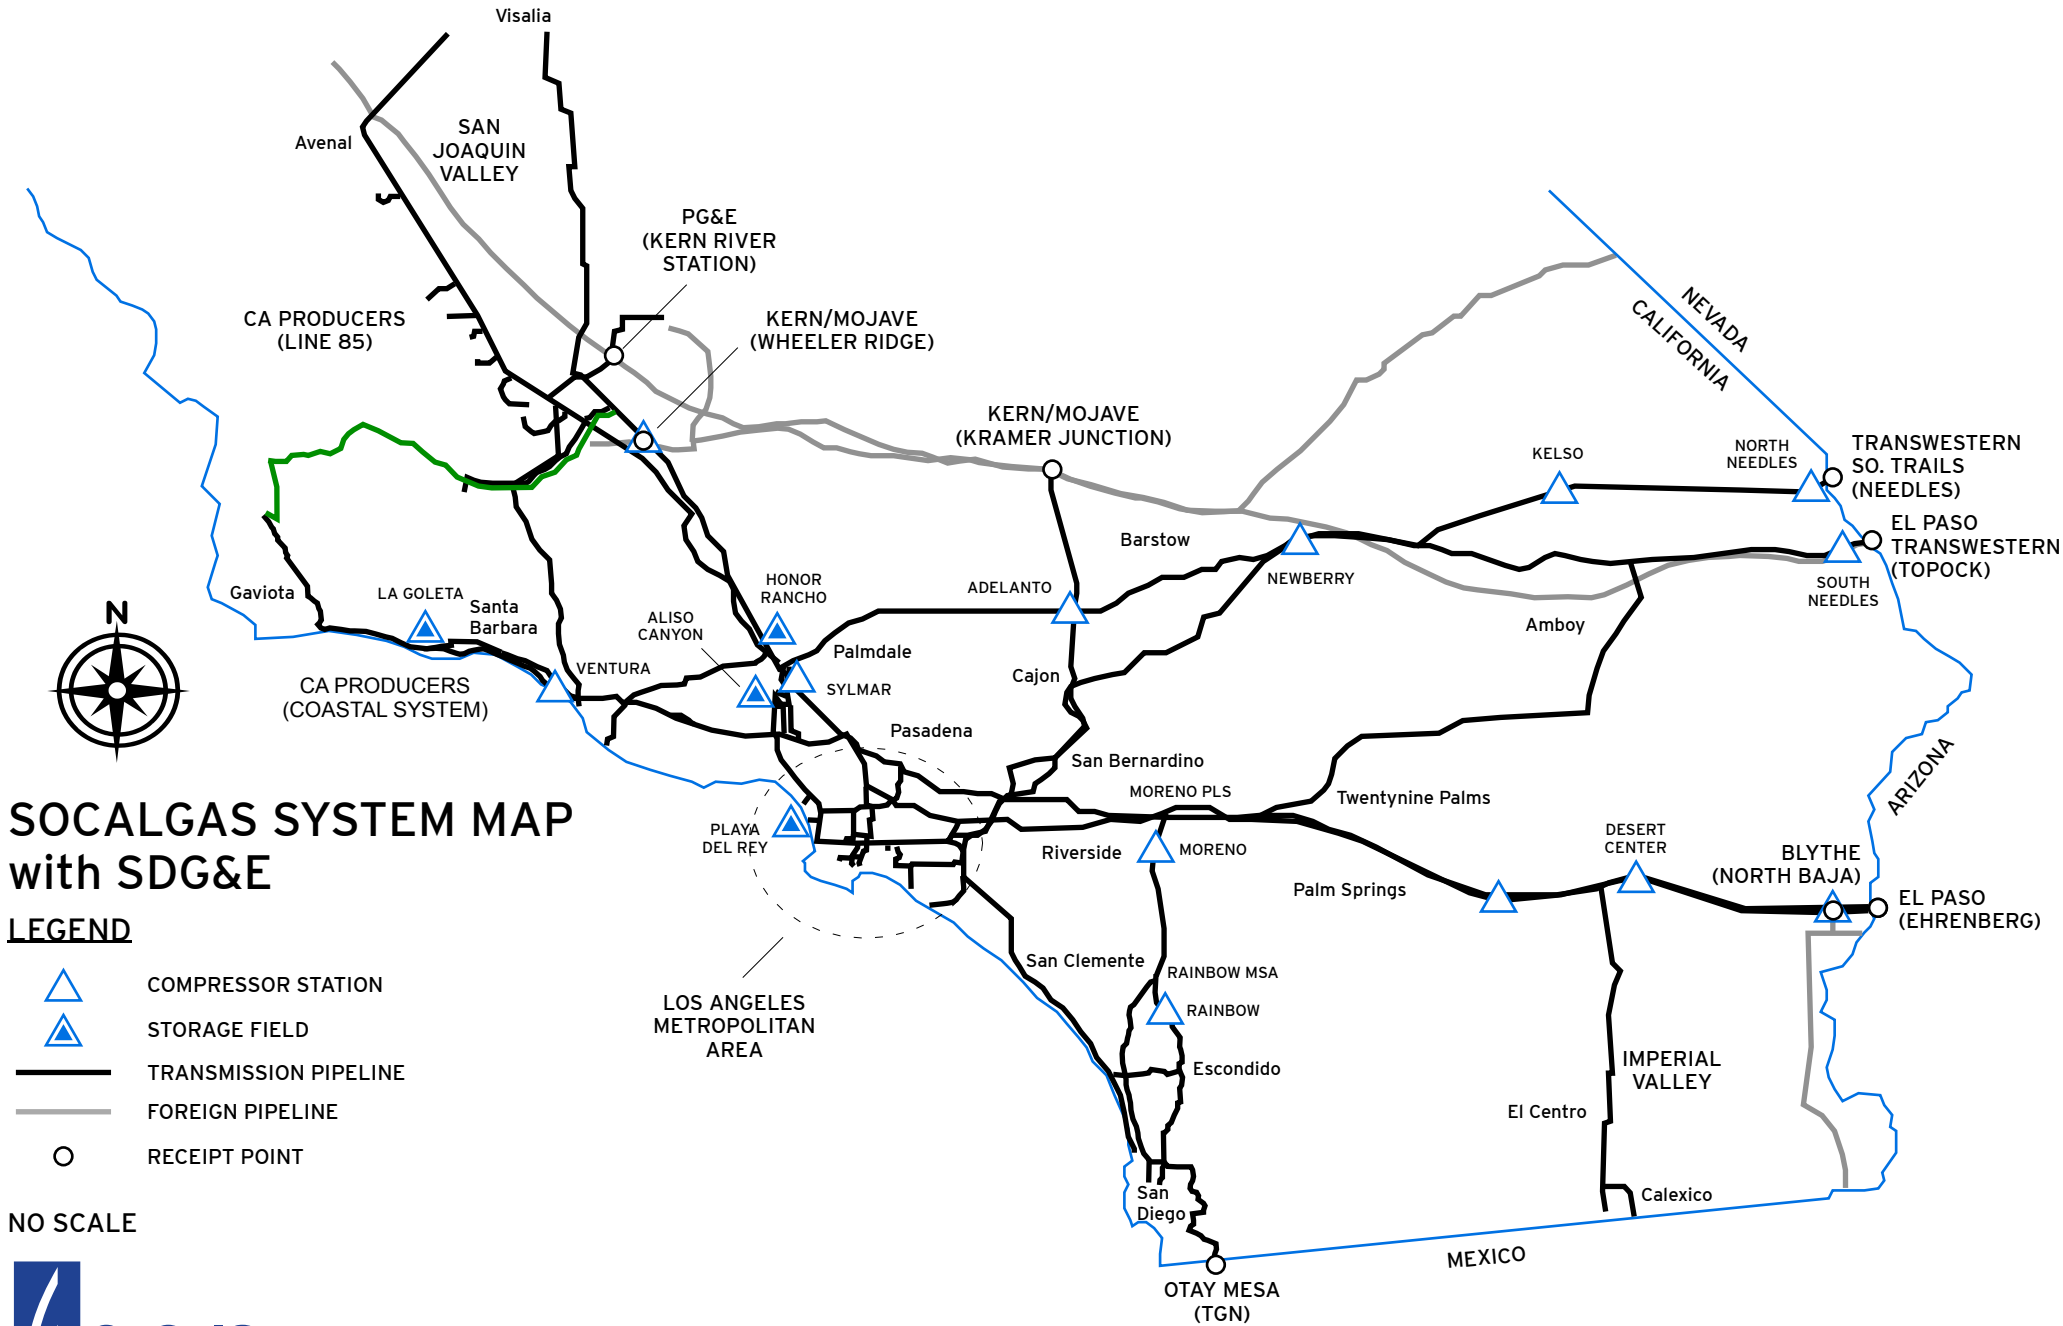 Visalia
SAN
JOAQUIN
VALLEY
Avenal
PG&E
(KERN RIVER
STATION)
CA PRODUCERS
(LINE 85)
KERN/MOJAVE
(WHEELER RIDGE)
NEVADA
CALIFORNIA
KERN/MOJAVE
(KRAMER JUNCTION)
KELSO
NORTH
NEEDLES
TRANSWESTERN
SO. TRAILS
(NEEDLES)
EL PASO
TRANSWESTERN
(TOPOCK)
Barstow
NEWBERRY
SOUTH
NEEDLES
ADELANTO
HONOR
RANCHO
Gaviota
LA GOLETA
Santa
Barbara
ALISO
CANYON
Amboy
N
Palmdale
VENTURA
SYLMAR
Cajon
CA PRODUCERS
(COASTAL SYSTEM)
Pasadena
San Bernardino
MORENO PLS
Twentynine Palms
ARIZONA
SOCALGAS SYSTEM MAP
with SDG&E
PLAYA
DEL REY
Riverside
MORENO
DESERT
CENTER
BLYTHE
(NORTH BAJA)
Palm Springs
EL PASO
(EHRENBERG)
LEGEND
COMPRESSOR STATION
STORAGE FIELD
TRANSMISSION PIPELINE
FOREIGN PIPELINE
RECEIPT POINT
San Clemente
RAINBOW MSA
RAINBOW
LOS ANGELES
METROPOLITAN
AREA
Escondido
IMPERIAL
VALLEY
El Centro
San
Diego
Calexico
NO SCALE
MEXICO
OTAY MESA
(TGN)